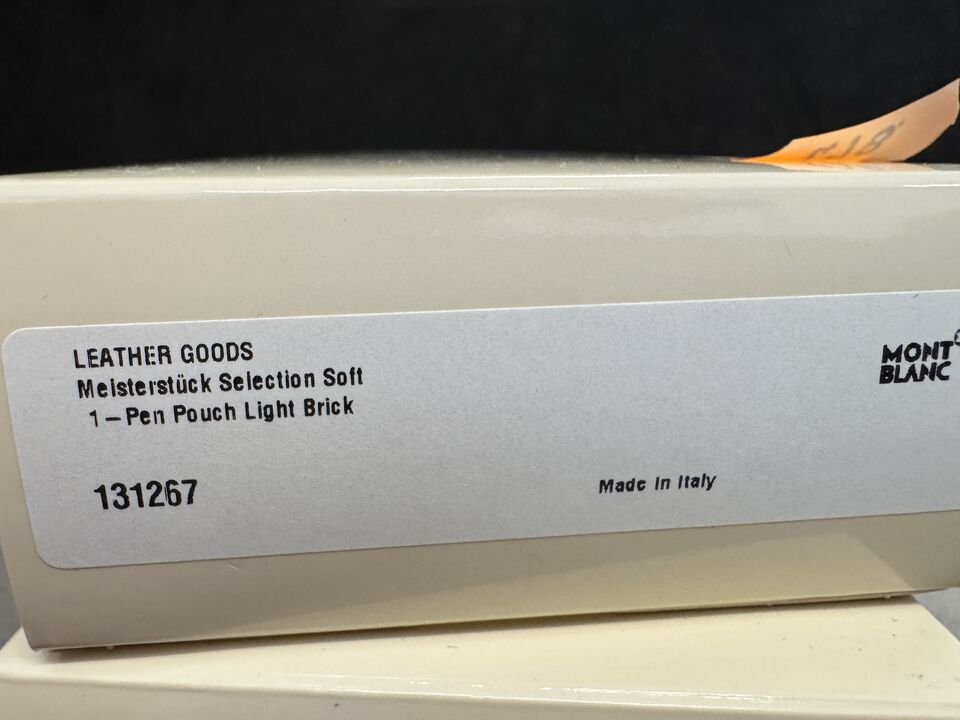 LEATHER GOODS
Meisterstück Selection Soft
1–Pen Pouch Light Brick
131267
Made in Italy
MONT
BLANC